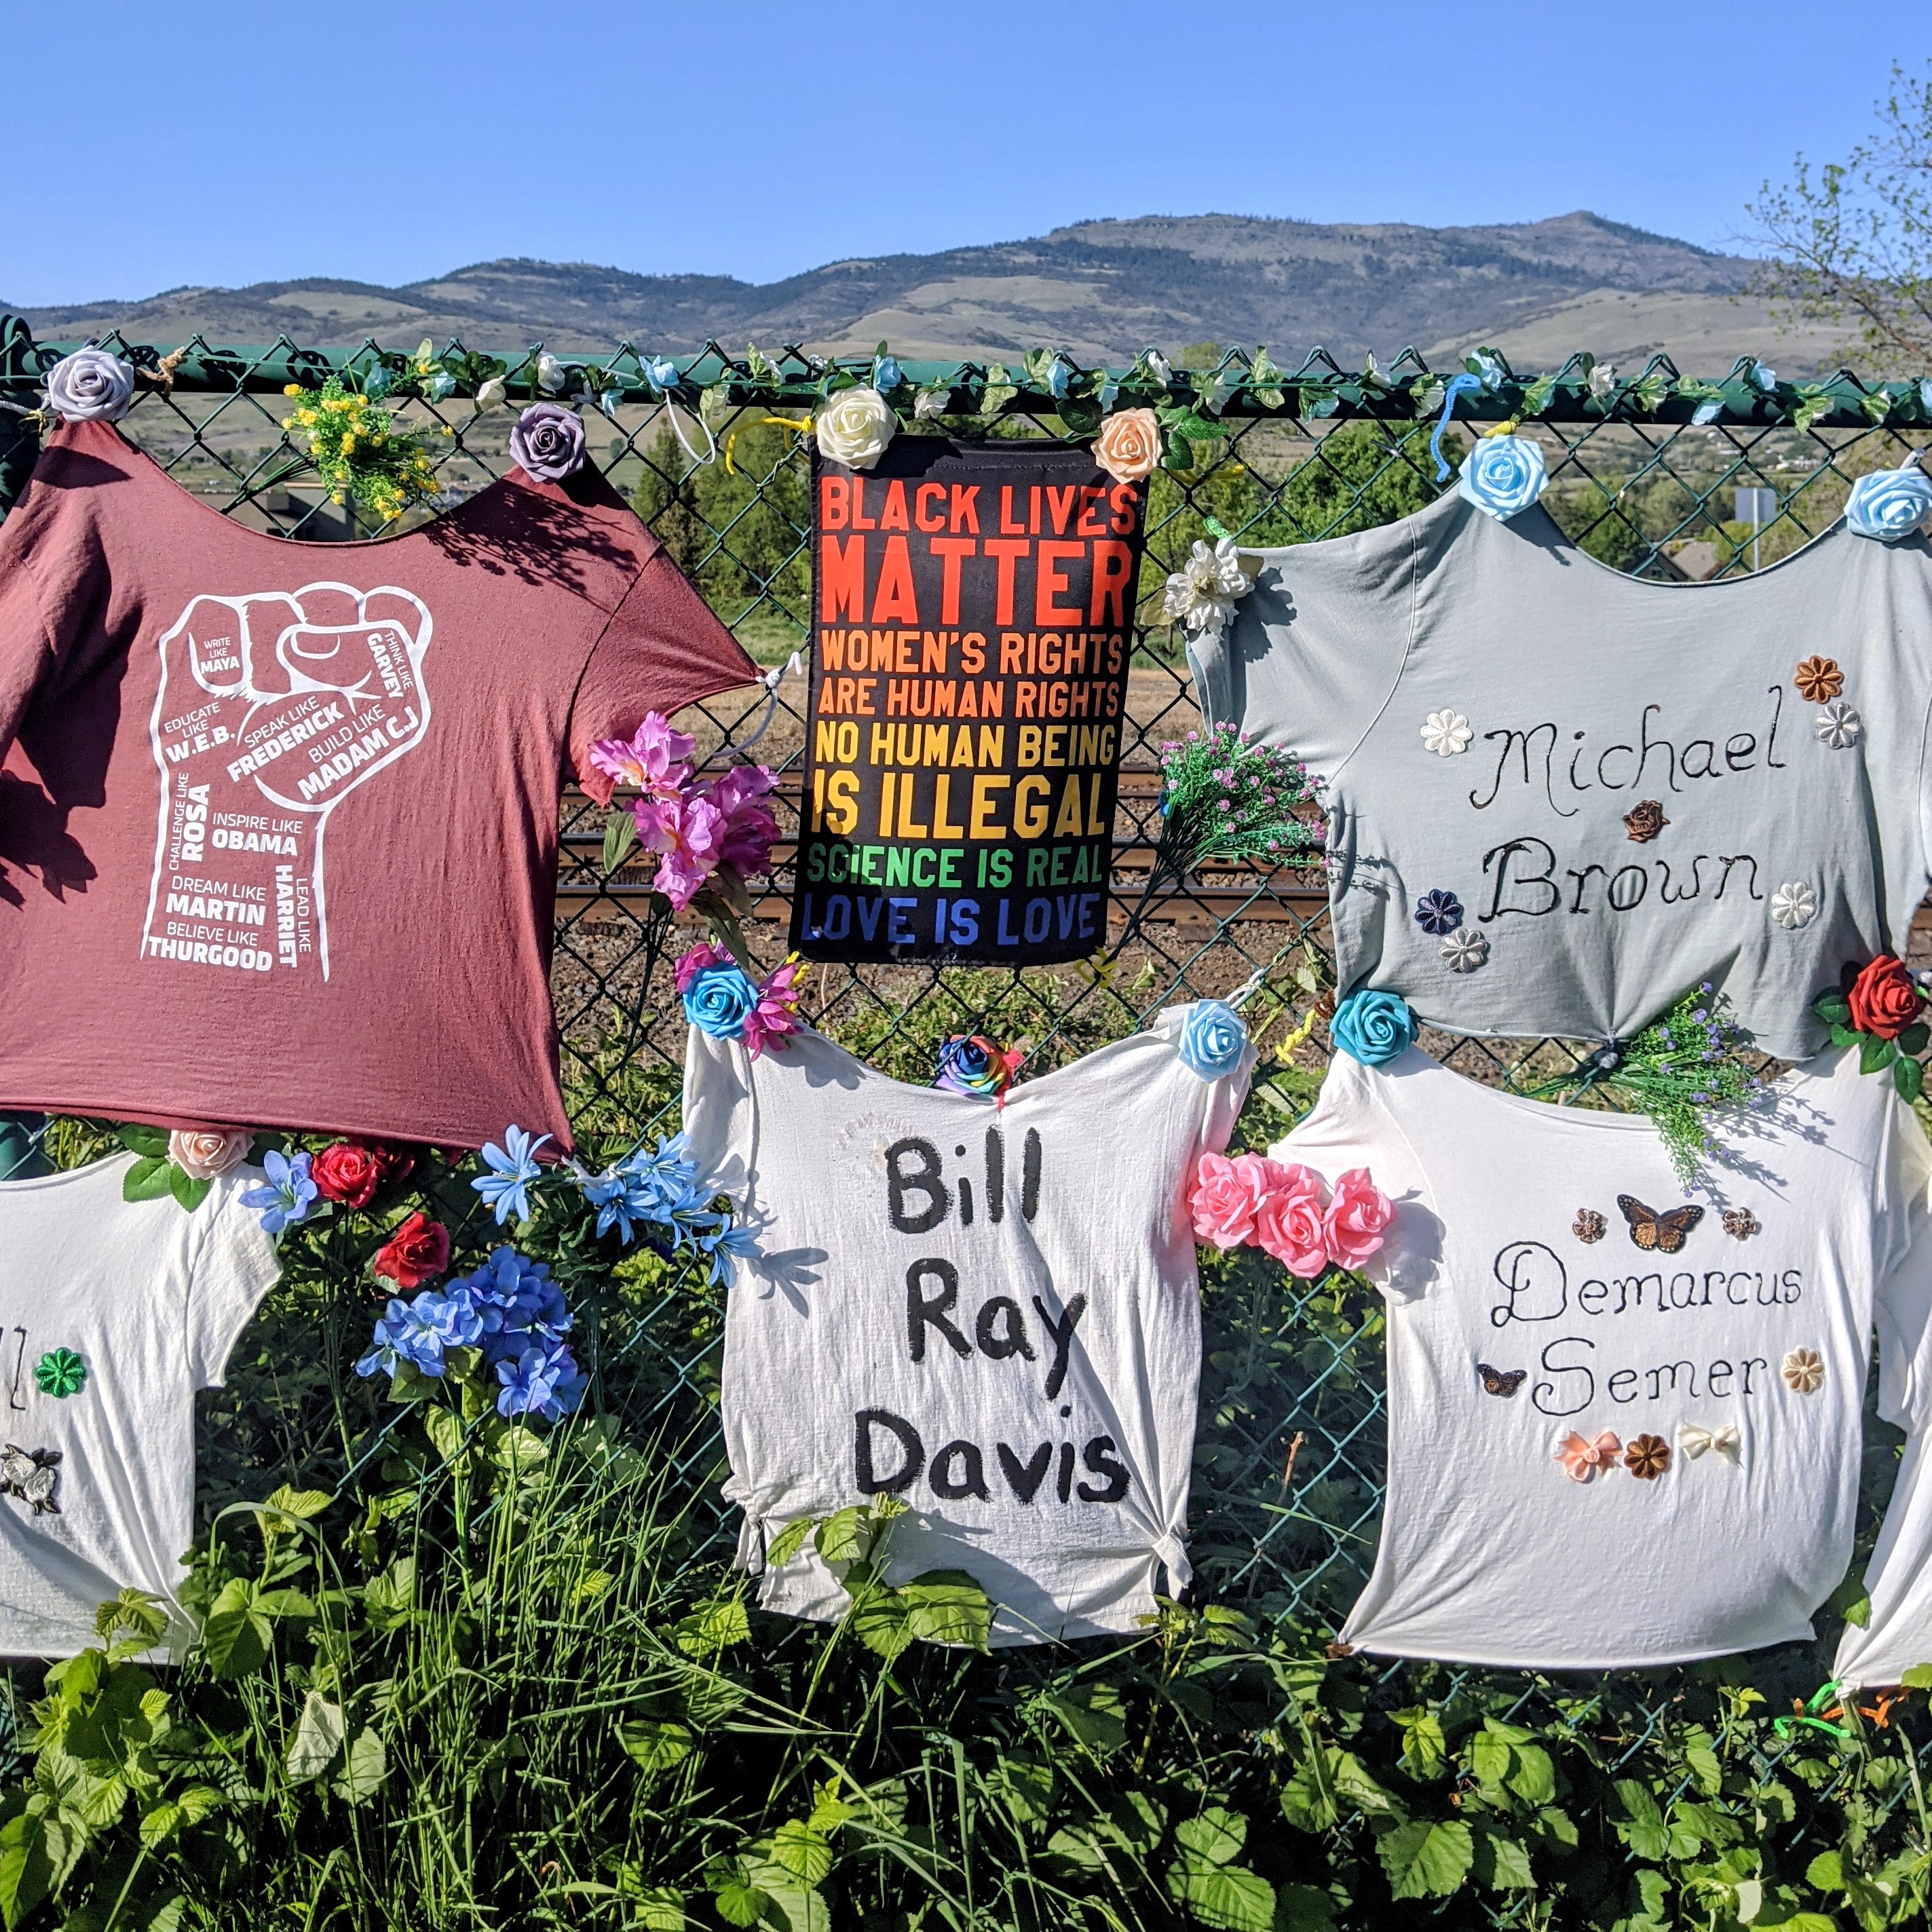 WRITE
LIKE
MAYA
THINK LIKE
GARVEY
EDUCATE
LIKE
W.E.B.
SPEAK LIKE
FREDERICK
BUILD LIKE
MADAM C.J
CHALLENGE LIKE
ROSA
INSPIRE LIKE
OBAMA
DREAM LIKE
MARTIN
BELIEVE LIKE
THURGOOD
LEAD LIKE
HARRIET
BLACK LIVES
MATTER
WOMEN'S RIGHTS
ARE HUMAN RIGHTS
NO HUMAN BEING
IS ILLEGAL
SCIENCE IS REAL
LOVE IS LOVE
Michael
Brown
Bill
Ray
Davis
Demarcus
Semer